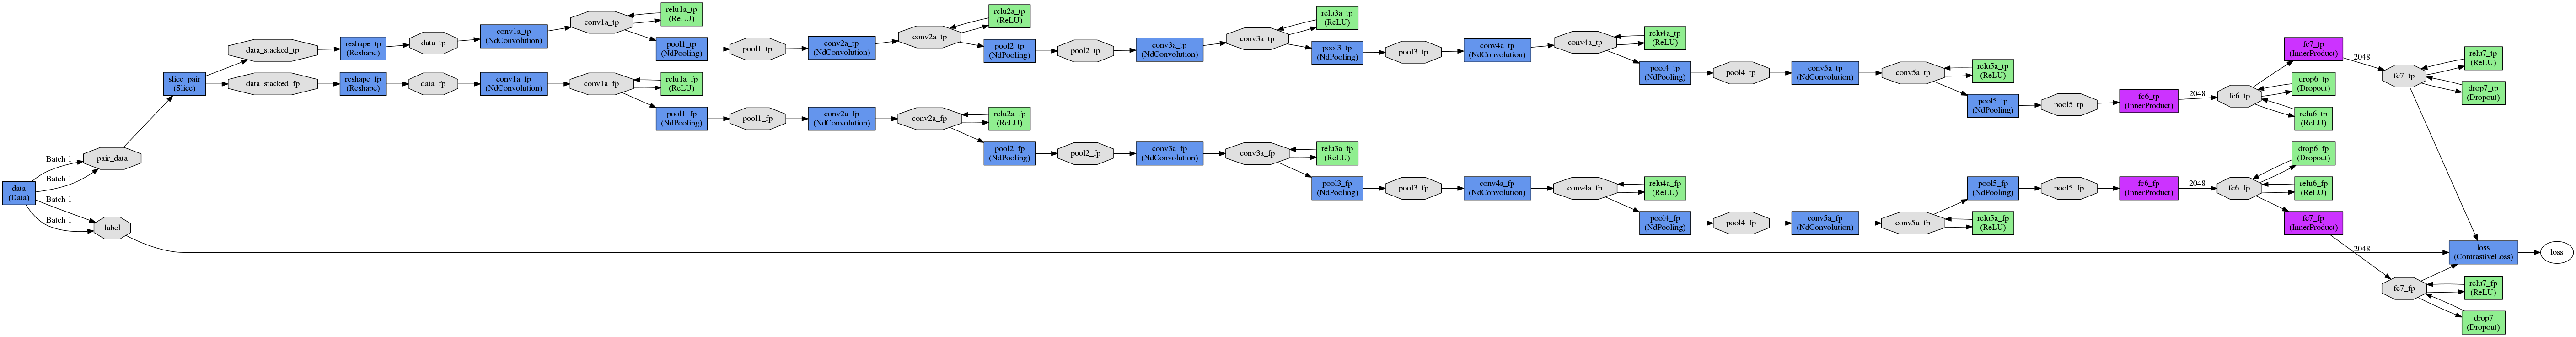 data
(Data)
Batch 1
Batch 1
Batch 1
Batch 1
pair_data
label
slice_pair
(Slice)
data_stacked_tp
reshape_tp
(Reshape)
data_tp
conv1a_tp
(NdConvolution)
conv1a_tp
relu1a_tp
(ReLU)
pool1_tp
(NdPooling)
pool1_tp
conv2a_tp
(NdConvolution)
conv2a_tp
relu2a_tp
(ReLU)
pool2_tp
(NdPooling)
pool2_tp
conv3a_tp
(NdConvolution)
conv3a_tp
relu3a_tp
(ReLU)
pool3_tp
(NdPooling)
pool3_tp
conv4a_tp
(NdConvolution)
conv4a_tp
relu4a_tp
(ReLU)
pool4_tp
(NdPooling)
pool4_tp
conv5a_tp
(NdConvolution)
conv5a_tp
relu5a_tp
(ReLU)
pool5_tp
(NdPooling)
pool5_tp
fc6_tp
(InnerProduct)
2048
fc6_tp
drop6_tp
(Dropout)
relu6_tp
(ReLU)
fc7_tp
(InnerProduct)
2048
fc7_tp
relu7_tp
(ReLU)
drop7_tp
(Dropout)
data_stacked_fp
reshape_fp
(Reshape)
data_fp
conv1a_fp
(NdConvolution)
conv1a_fp
relu1a_fp
(ReLU)
pool1_fp
(NdPooling)
pool1_fp
conv2a_fp
(NdConvolution)
conv2a_fp
relu2a_fp
(ReLU)
pool2_fp
(NdPooling)
pool2_fp
conv3a_fp
(NdConvolution)
conv3a_fp
relu3a_fp
(ReLU)
pool3_fp
(NdPooling)
pool3_fp
conv4a_fp
(NdConvolution)
conv4a_fp
relu4a_fp
(ReLU)
pool4_fp
(NdPooling)
pool4_fp
conv5a_fp
(NdConvolution)
conv5a_fp
relu5a_fp
(ReLU)
pool5_fp
(NdPooling)
pool5_fp
fc6_fp
(InnerProduct)
2048
fc6_fp
drop6_fp
(Dropout)
relu6_fp
(ReLU)
fc7_fp
(InnerProduct)
2048
fc7_fp
relu7_fp
(ReLU)
drop7
(Dropout)
loss
(ContrastiveLoss)
loss